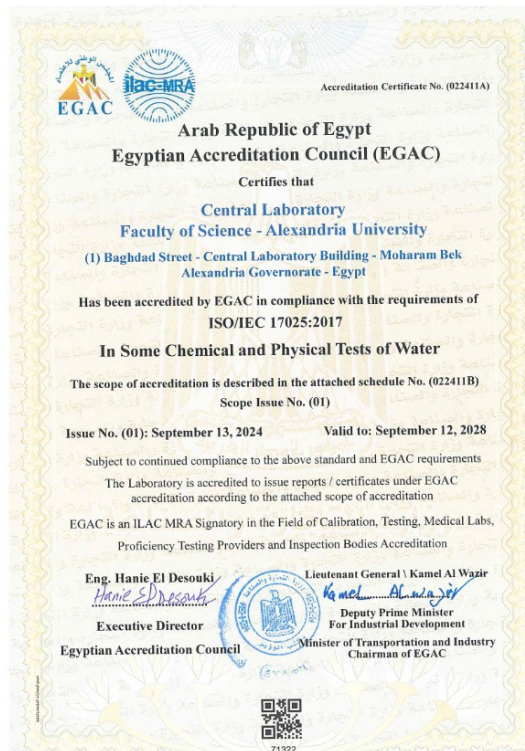 المجلس الوطني للاعتماد
EGAC
ilac-MRA
Accreditation Certificate No. (022411A)
Arab Republic of Egypt
Egyptian Accreditation Council (EGAC)
Certifies that
Central Laboratory
Faculty of Science - Alexandria University
(1) Baghdad Street - Central Laboratory Building - Moharam Bek
Alexandria Governorate - Egypt
Has been accredited by EGAC in compliance with the requirements of
ISO/IEC 17025:2017
In Some Chemical and Physical Tests of Water
The scope of accreditation is described in the attached schedule No. (022411B)
Scope Issue No. (01)
Issue No. (01): September 13, 2024 Valid to: September 12, 2028
Subject to continued compliance to the above standard and EGAC requirements
The Laboratory is accredited to issue reports / certificates under EGAC
accreditation according to the attached scope of accreditation
EGAC is an ILAC MRA Signatory in the Field of Calibration, Testing, Medical Labs,
Proficiency Testing Providers and Inspection Bodies Accreditation
Eng. Hanie El Desouki
Hanie El Desouki
Executive Director
Egyptian Accreditation Council
Lieutenant General \ Kamel Al Wazir
Kamel Al Wazir
Deputy Prime Minister
For Industrial Development
Minister of Transportation and Industry
Chairman of EGAC
71322